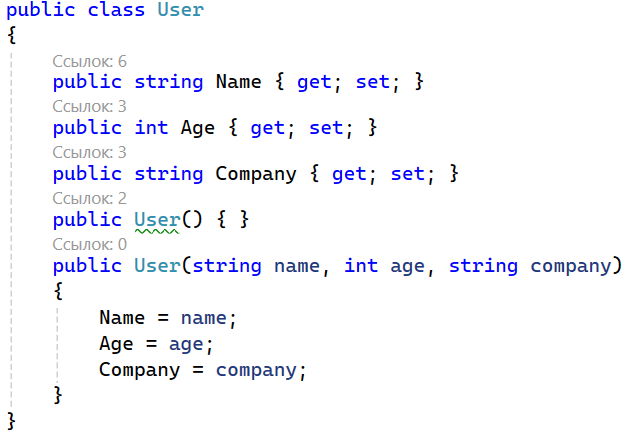 public class User
{
Ссылок: 6
public string Name { get; set; }
Ссылок: 3
public int Age { get; set; }
Ссылок: 3
public string Company { get; set; }
Ссылок: 2
public User() { }
Ссылок: 0
public User(string name, int age, string company)
{
Name = name;
Age = age;
Company = company;
}
}